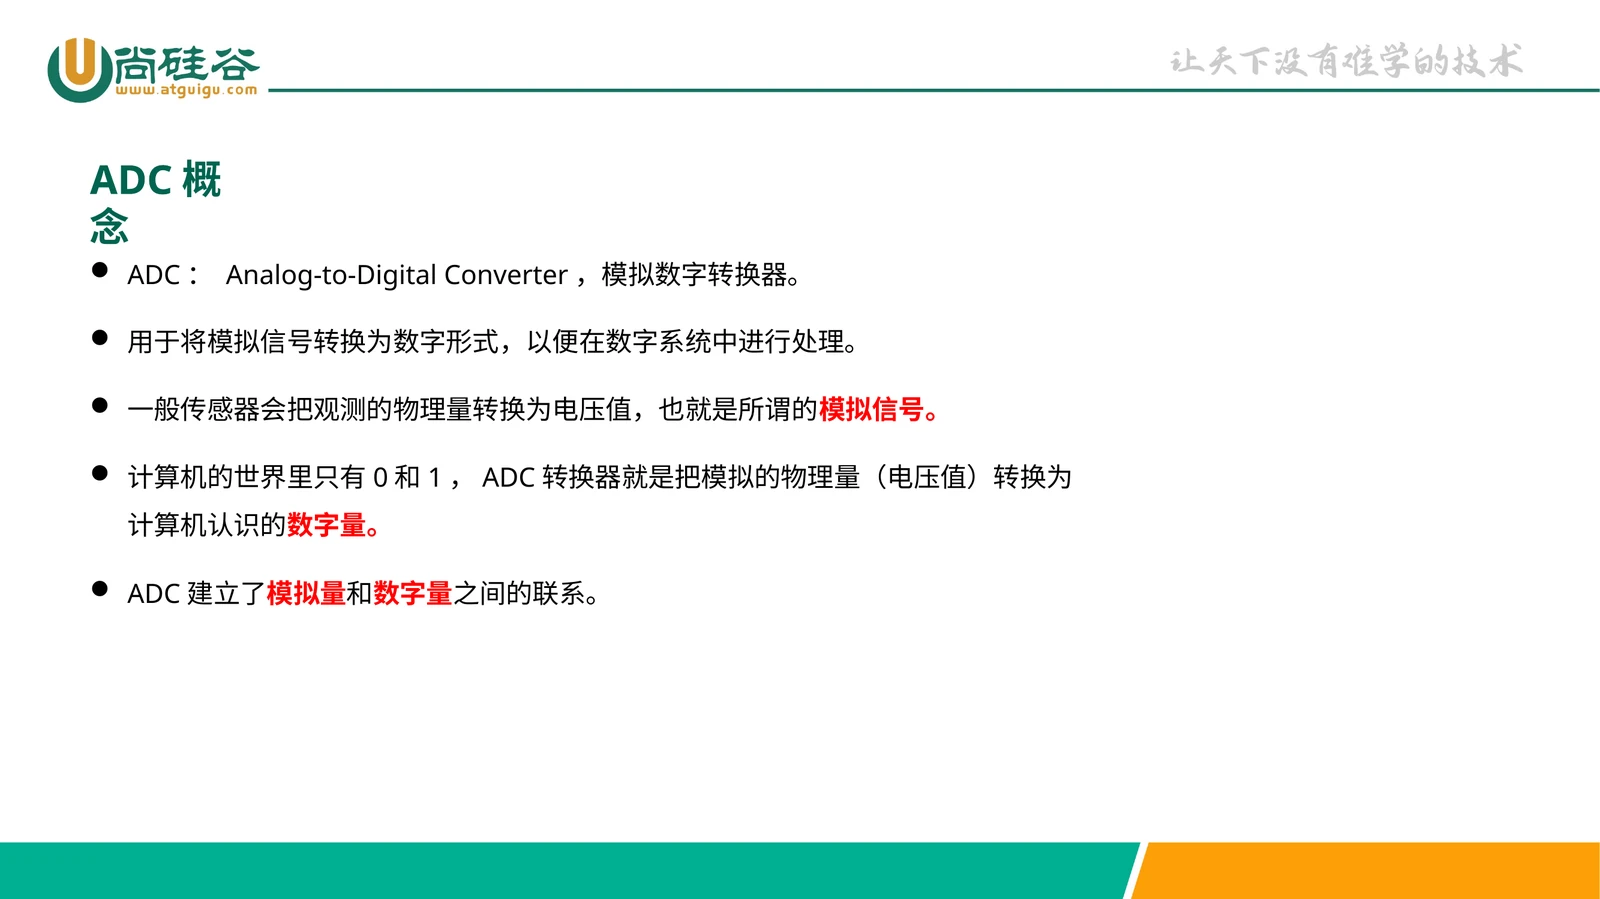 尚硅谷
www.atguigu.com
让天下没有难学的技术
ADC 概
念
ADC： Analog-to-Digital Converter，模拟数字转换器。
用于将模拟信号转换为数字形式，以便在数字系统中进行处理。
一般传感器会把观测的物理量转换为电压值，也就是所谓的模拟信号。
计算机的世界里只有 0 和 1， ADC 转换器就是把模拟的物理量（电压值）转换为
计算机认识的数字量。
ADC 建立了模拟量和数字量之间的联系。